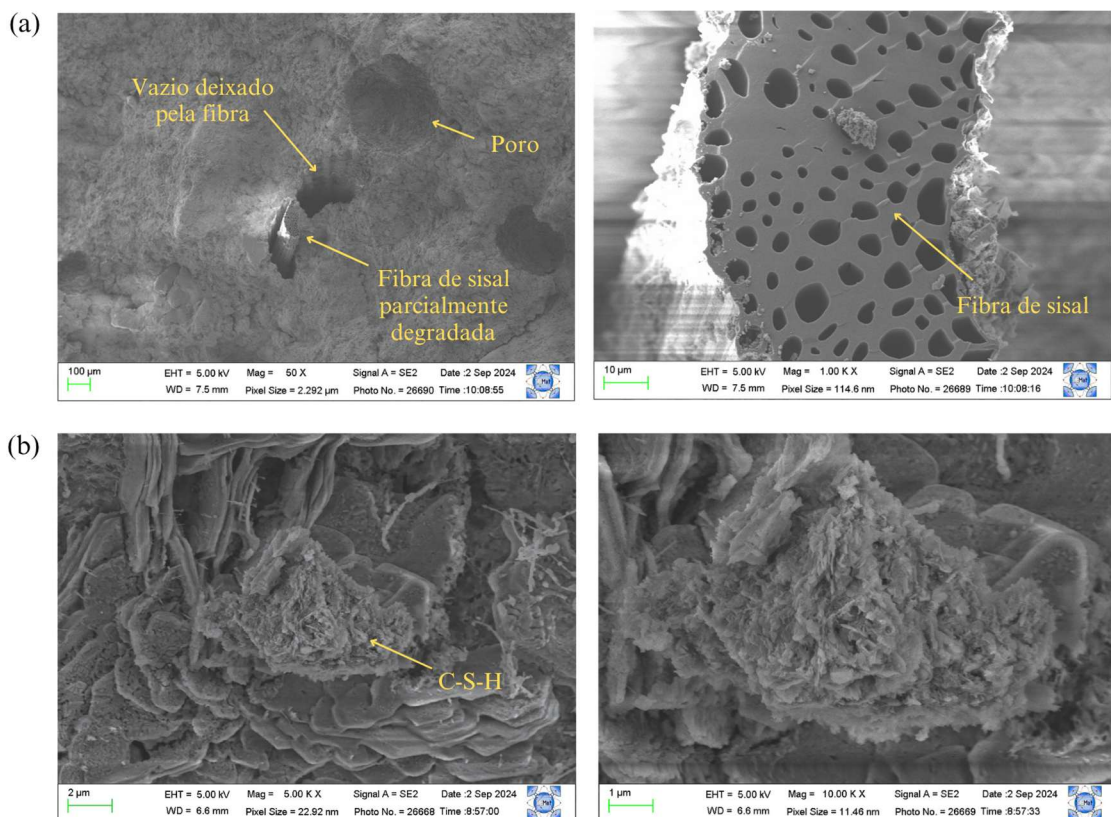 (a)
Vazio deixado
pela fibra
Poro
Fibra de sisal
parcialmente
degradada
100 µm
EHT = 5.00 kV Mag = 50 X Signal A = SE2 Date :2 Sep 2024
WD = 7.5 mm Pixel Size = 2.292 µm Photo No. = 26690 Time :10:08:55
Fibra de sisal
10 µm
EHT = 5.00 kV Mag = 1.00 K X Signal A = SE2 Date :2 Sep 2024
WD = 7.5 mm Pixel Size = 114.6 nm Photo No. = 26689 Time :10:08:16
(b)
C-S-H
2 µm
EHT = 5.00 kV Mag = 5.00 K X Signal A = SE2 Date :2 Sep 2024
WD = 6.6 mm Pixel Size = 22.92 nm Photo No. = 26668 Time :8:57:00
1 µm
EHT = 5.00 kV Mag = 10.00 K X Signal A = SE2 Date :2 Sep 2024
WD = 6.6 mm Pixel Size = 11.46 nm Photo No. = 26669 Time :8:57:33